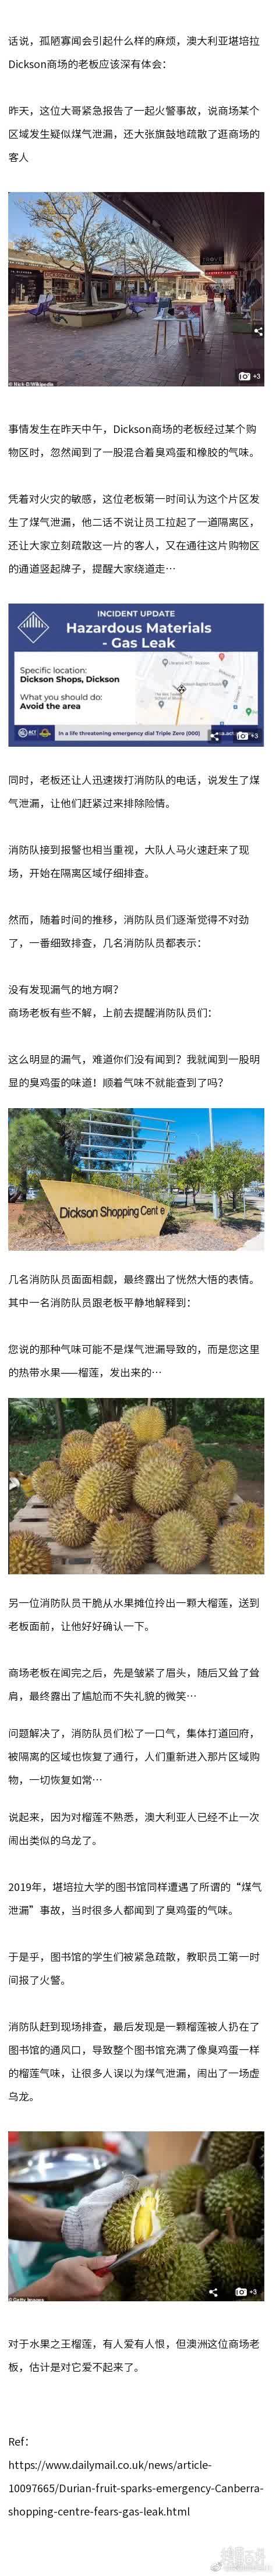 话说，孤陋寡闻会引起什么样的麻烦，澳大利亚堪培拉
Dickson商场的老板应该深有体会：
昨天，这位大哥紧急报告了一起火警事故，说商场某个
区域发生疑似煤气泄漏，还大张旗鼓地疏散了逛商场的
客人
© Nick-D/Wikipedia
+3
事情发生在昨天中午，Dickson商场的老板经过某个购
物区时，忽然闻到了一股混合着臭鸡蛋和橡胶的气味。
凭着对火灾的敏感，这位老板第一时间认为这个片区发
生了煤气泄漏，他二话不说让员工拉起了一道隔离区，
还让大家立刻疏散这一片的客人，又在通往这片购物区
的通道竖起牌子，提醒大家绕道走…
INCIDENT UPDATE
Hazardous Materials
- Gas Leak
Specific location:
Dickson Shops, Dickson
What you should do:
Avoid the area
ACT
In a life threatening emergency dial Triple Zero (000)
+3
同时，老板还让人迅速拨打消防队的电话，说发生了煤
气泄漏，让他们赶紧过来排除险情。
消防队接到报警也相当重视，大队人马火速赶来了现
场，开始在隔离区域仔细排查。
然而，随着时间的推移，消防队员们逐渐觉得不对劲
了，一番细致排查，几名消防队员都表示：
没有发现漏气的地方啊？
商场老板有些不解，上前去提醒消防队员们：
这么明显的漏气，难道你们没有闻到？我就闻到一股明
显的臭鸡蛋的味道！顺着气味不就能查到了吗？
Dickson Shopping Cent e
几名消防队员面面相觑，最终露出了恍然大悟的表情。
其中一名消防队员跟老板平静地解释到：
您说的那种气味可能不是煤气泄漏导致的，而是您这里
的热带水果——榴莲，发出来的…
另一位消防队员干脆从水果摊位拎出一颗大榴莲，送到
老板面前，让他好好确认一下。
商场老板在闻完之后，先是皱紧了眉头，随后又耸了耸
肩，最终露出了尴尬而不失礼貌的微笑…
问题解决了，消防队员们松了一口气，集体打道回府，
被隔离的区域也恢复了通行，人们重新进入那片区域购
物，一切恢复如常…
说起来，因为对榴莲不熟悉，澳大利亚人已经不止一次
闹出类似的乌龙了。
2019年，堪培拉大学的图书馆同样遭遇了所谓的“煤气
泄漏”事故，当时很多人都闻到了臭鸡蛋的气味。
于是乎，图书馆的学生们被紧急疏散，教职员工第一时
间报了火警。
消防队赶到现场排查，最后发现是一颗榴莲被人扔在了
图书馆的通风口，导致整个图书馆充满了像臭鸡蛋一样
的榴莲气味，让很多人误以为煤气泄漏，闹出了一场虚
乌龙。
© Getty Images
+3
对于水果之王榴莲，有人爱有人恨，但澳洲这位商场老
板，估计是对它爱不起来了。
Ref：
https://www.dailymail.co.uk/news/article-
10097665/Durian-fruit-sparks-emergency-Canberra-
shopping-centre-fears-gas-leak.html